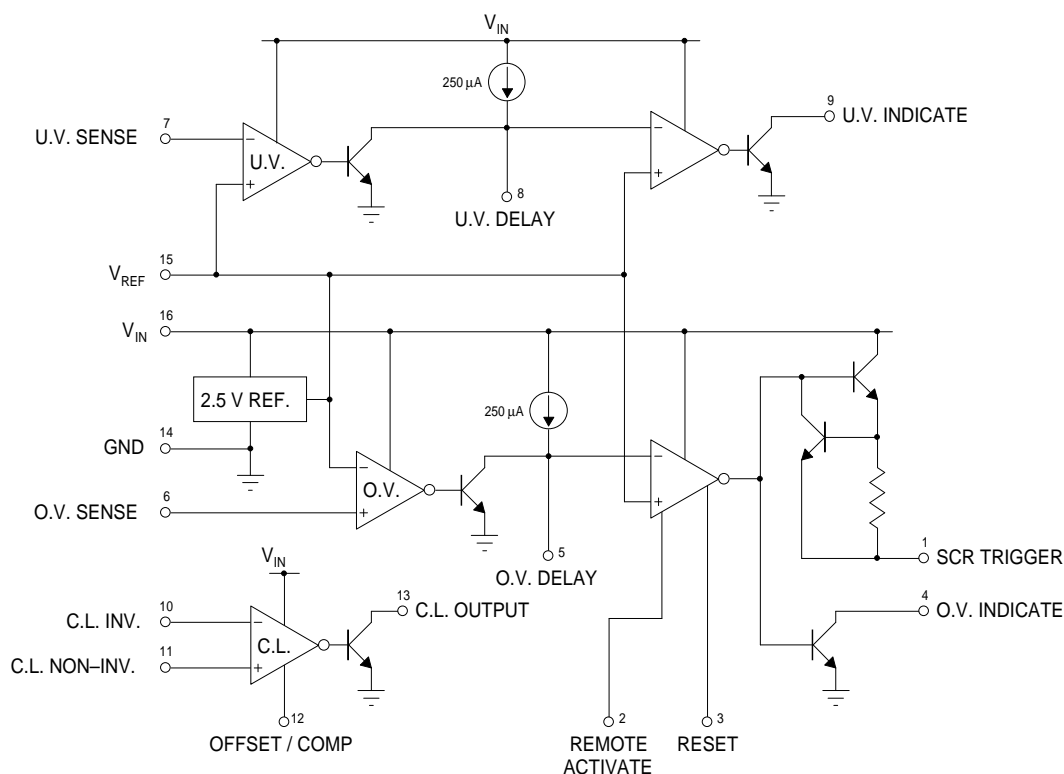 V_IN
250 µA
9
U.V. INDICATE
7
U.V. SENSE
−
U.V.
+
−
+
8
U.V. DELAY
15
V_REF
16
V_IN
2.5 V REF.
250 µA
14
GND
−
O.V.
+
−
+
6
O.V. SENSE
5
O.V. DELAY
1
SCR TRIGGER
V_IN
13
C.L. OUTPUT
4
O.V. INDICATE
10
C.L. INV.
−
C.L.
+
11
C.L. NON–INV.
12
OFFSET / COMP
2
REMOTE
ACTIVATE
3
RESET